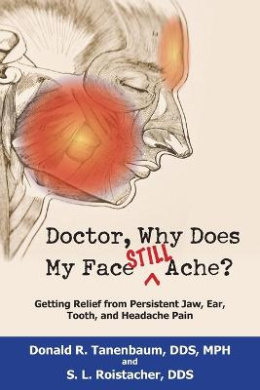 Doctor, Why Does
My Face STILL Ache?
Getting Relief from Persistent Jaw, Ear,
Tooth, and Headache Pain
Donald R. Tanenbaum, DDS, MPH
and
S. L. Roistacher, DDS